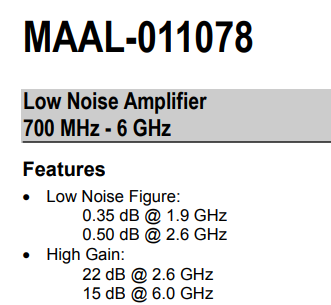 MAAL-011078
Low Noise Amplifier
700 MHz - 6 GHz
Features
• Low Noise Figure:
0.35 dB @ 1.9 GHz
0.50 dB @ 2.6 GHz
• High Gain:
22 dB @ 2.6 GHz
15 dB @ 6.0 GHz